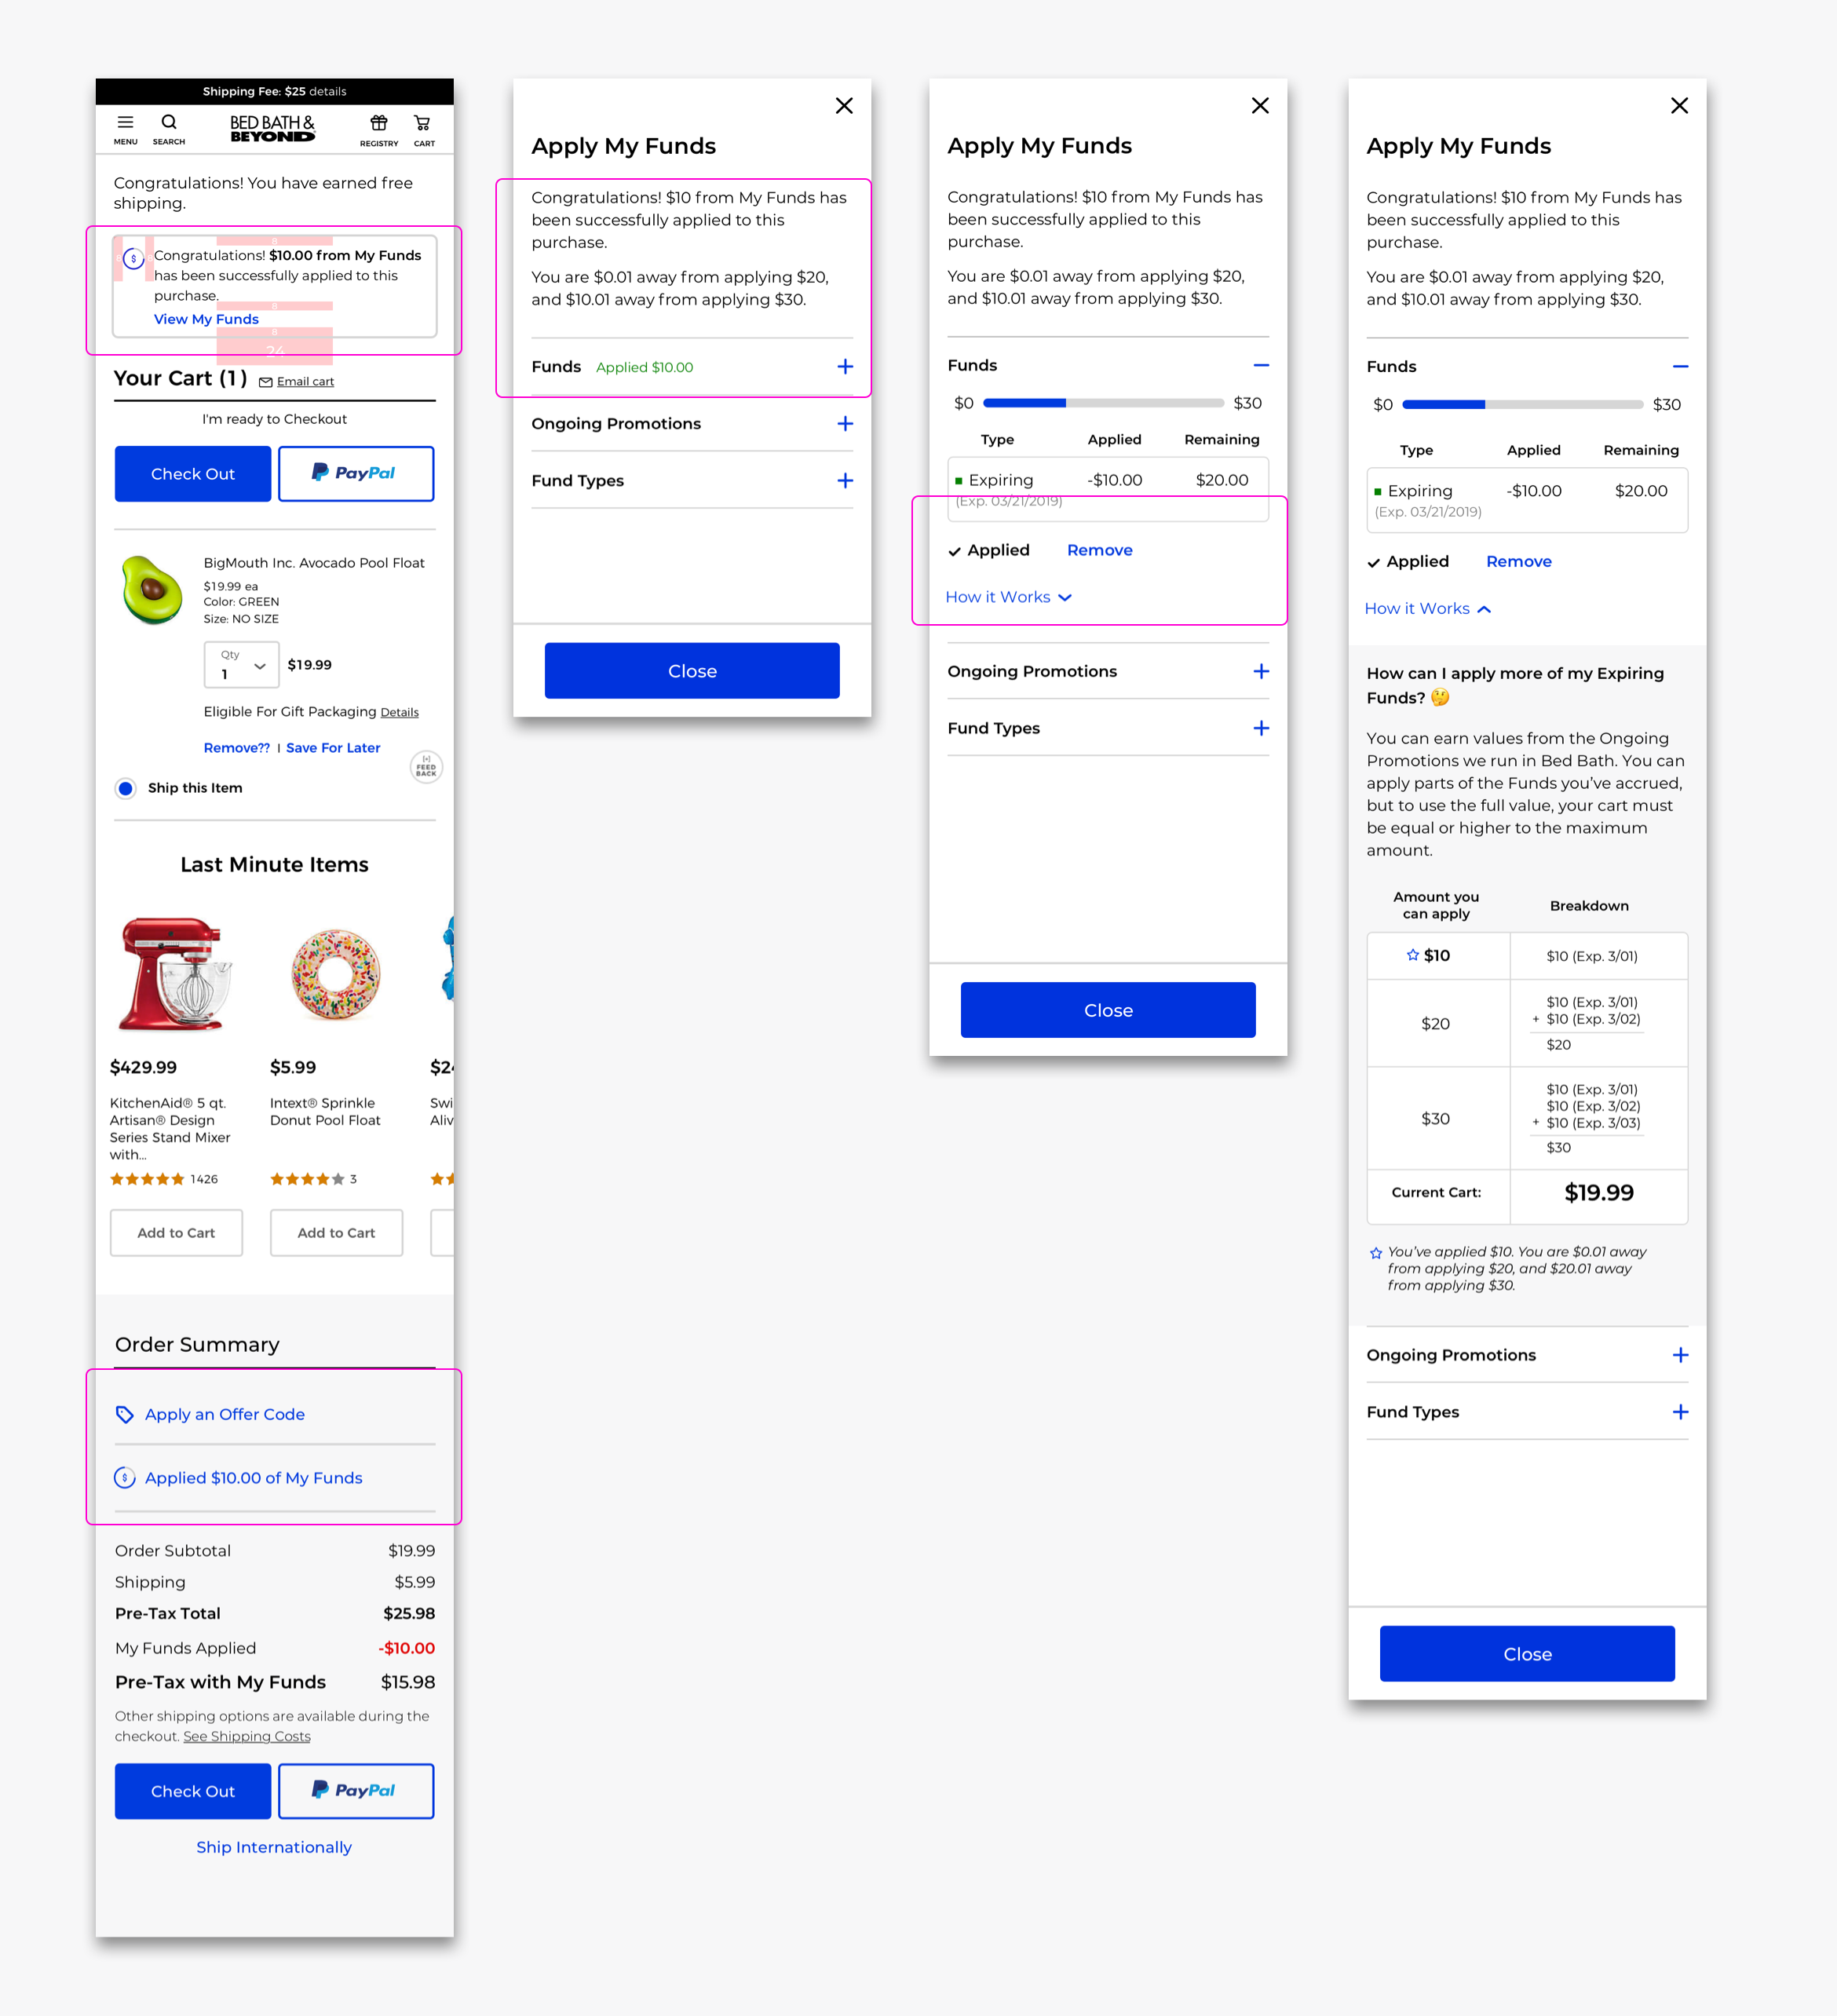 Shipping Fee: $25 details
MENU
SEARCH
BED BATH &
BEYOND
REGISTRY
CART
Congratulations! You have earned free
shipping.
8
8
8
$
Congratulations! $10.00 from My Funds
has been successfully applied to this
purchase.
8
View My Funds
8
24
Your Cart (1)
Email cart
I'm ready to Checkout
Check Out
PayPal
BigMouth Inc. Avocado Pool Float
$19.99 ea
Color: GREEN
Size: NO SIZE
Qty
1
$19.99
Eligible For Gift Packaging Details
Remove?? | Save For Later
[+]
FEED
BACK
Ship this Item
Last Minute Items
$429.99
KitchenAid® 5 qt.
Artisan® Design
Series Stand Mixer
with...
1426
Add to Cart
$5.99
Intext® Sprinkle
Donut Pool Float
3
Add to Cart
$24
Swi
Aliv
Order Summary
Apply an Offer Code
$
Applied $10.00 of My Funds
Order Subtotal $19.99
Shipping $5.99
Pre-Tax Total $25.98
My Funds Applied -$10.00
Pre-Tax with My Funds $15.98
Other shipping options are available during the
checkout. See Shipping Costs
Check Out
PayPal
Ship Internationally
Apply My Funds
Congratulations! $10 from My Funds has
been successfully applied to this
purchase.
You are $0.01 away from applying $20,
and $10.01 away from applying $30.
Funds Applied $10.00
Ongoing Promotions
Fund Types
Close
Apply My Funds
Congratulations! $10 from My Funds has
been successfully applied to this
purchase.
You are $0.01 away from applying $20,
and $10.01 away from applying $30.
Funds
$0 $30
Type Applied Remaining
Expiring -$10.00 $20.00
(Exp. 03/21/2019)
Applied Remove
How it Works
Ongoing Promotions
Fund Types
Close
Apply My Funds
Congratulations! $10 from My Funds has
been successfully applied to this
purchase.
You are $0.01 away from applying $20,
and $10.01 away from applying $30.
Funds
$0 $30
Type Applied Remaining
Expiring -$10.00 $20.00
(Exp. 03/21/2019)
Applied Remove
How it Works
How can I apply more of my Expiring
Funds? 🤔
You can earn values from the Ongoing
Promotions we run in Bed Bath. You can
apply parts of the Funds you’ve accrued,
but to use the full value, your cart must
be equal or higher to the maximum
amount.
Amount you
can apply
Breakdown
$10
$10 (Exp. 3/01)
$20
$10 (Exp. 3/01)
+ $10 (Exp. 3/02)
$20
$30
$10 (Exp. 3/01)
$10 (Exp. 3/02)
+ $10 (Exp. 3/03)
$30
Current Cart: $19.99
You’ve applied $10. You are $0.01 away
from applying $20, and $20.01 away
from applying $30.
Ongoing Promotions
Fund Types
Close